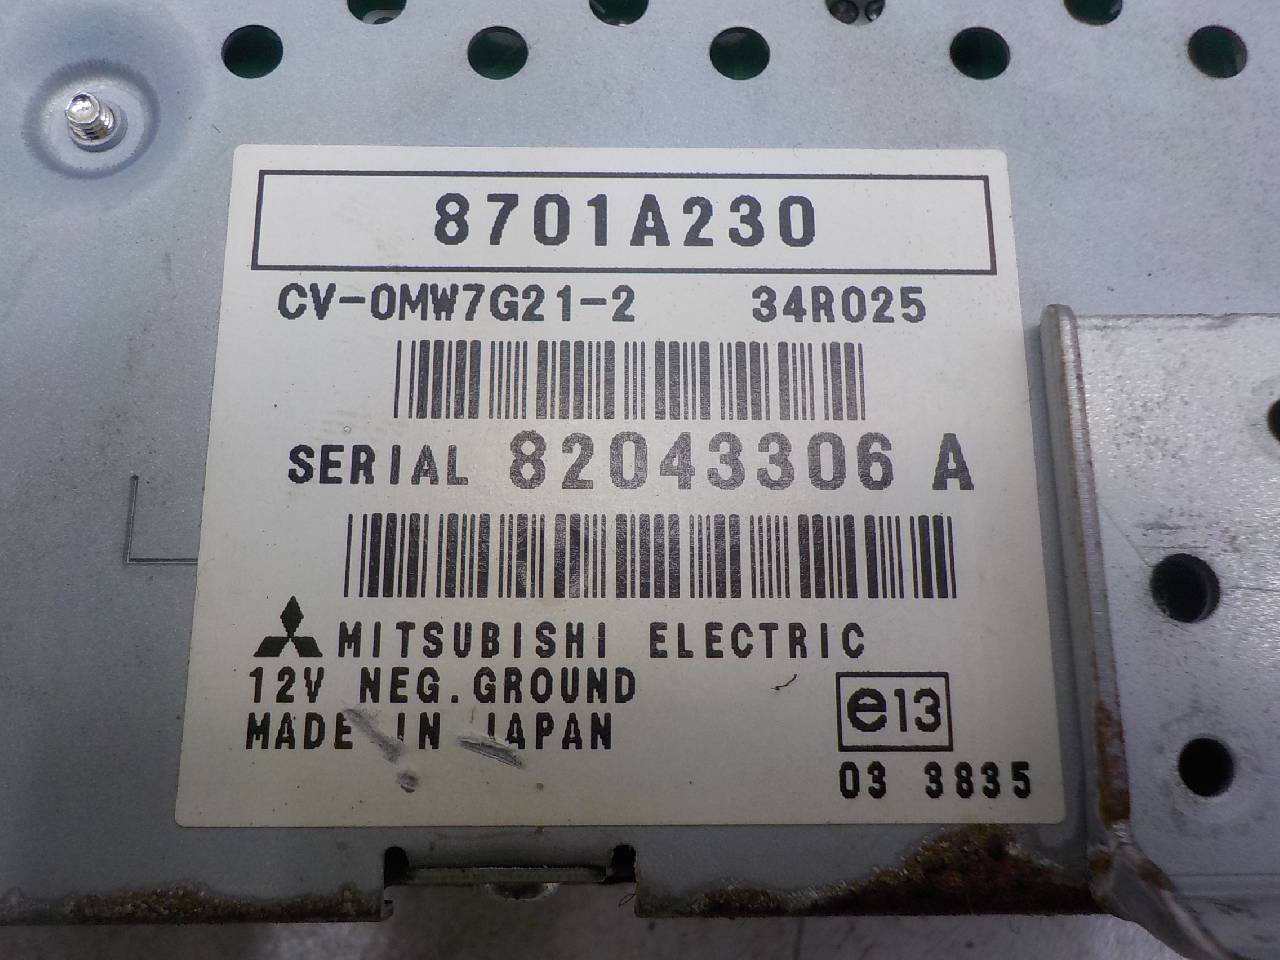 8701A230
CV-0MW7G21-2 34R025
SERIAL 82043306 A
MITSUBISHI ELECTRIC
12V NEG.GROUND
MADE IN JAPAN
e13
03 3835